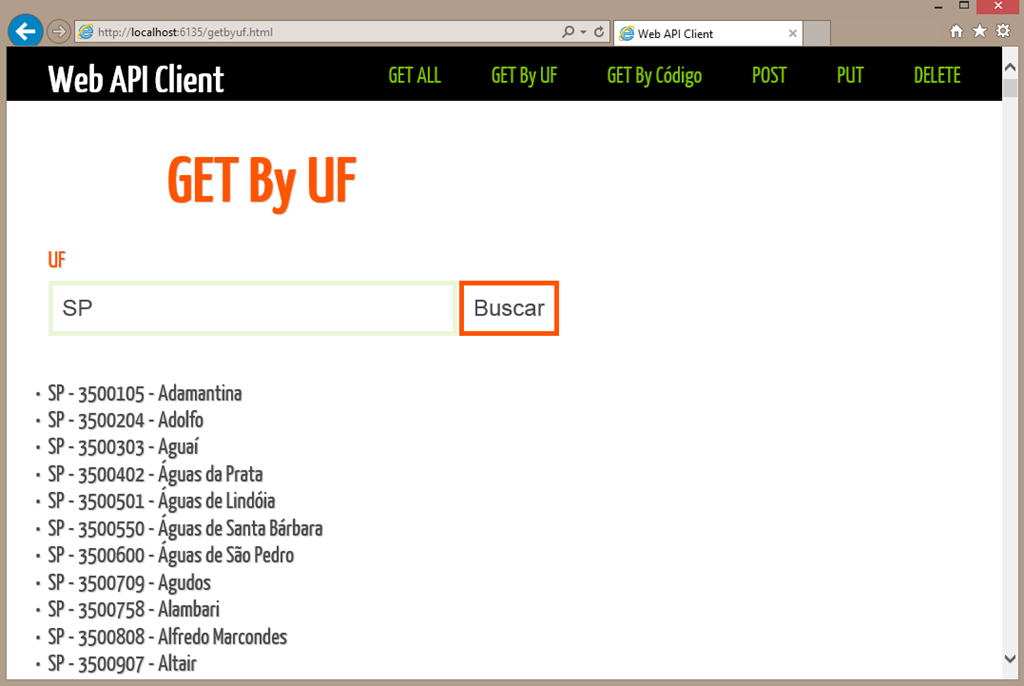 http://localhost:6135/getbyuf.html
Web API Client
Web API Client GET ALL GET By UF GET By Código POST PUT DELETE
GET By UF
UF
SP Buscar
• SP - 3500105 - Adamantina
• SP - 3500204 - Adolfo
• SP - 3500303 - Aguaí
• SP - 3500402 - Águas da Prata
• SP - 3500501 - Águas de Lindóia
• SP - 3500550 - Águas de Santa Bárbara
• SP - 3500600 - Águas de São Pedro
• SP - 3500709 - Agudos
• SP - 3500758 - Alambari
• SP - 3500808 - Alfredo Marcondes
• SP - 3500907 - Altair